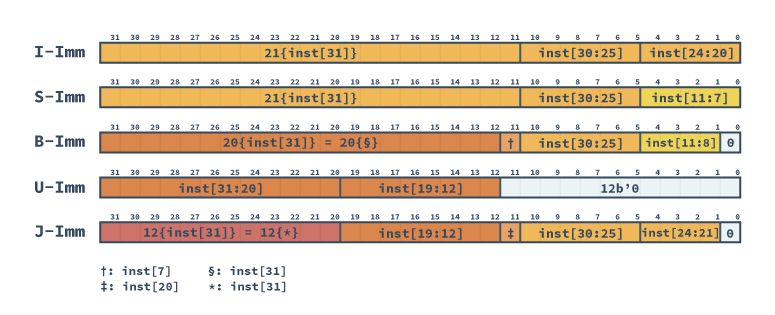 31 30 29 28 27 26 25 24 23 22 21 20 19 18 17 16 15 14 13 12 11 10 9 8 7 6 5 4 3 2 1 0
I-Imm 21{inst[31]} inst[30:25] inst[24:20]
31 30 29 28 27 26 25 24 23 22 21 20 19 18 17 16 15 14 13 12 11 10 9 8 7 6 5 4 3 2 1 0
S-Imm 21{inst[31]} inst[30:25] inst[11:7]
31 30 29 28 27 26 25 24 23 22 21 20 19 18 17 16 15 14 13 12 11 10 9 8 7 6 5 4 3 2 1 0
B-Imm 20{inst[31]} = 20{§} † inst[30:25] inst[11:8] 0
31 30 29 28 27 26 25 24 23 22 21 20 19 18 17 16 15 14 13 12 11 10 9 8 7 6 5 4 3 2 1 0
U-Imm inst[31:20] inst[19:12] 12b’0
31 30 29 28 27 26 25 24 23 22 21 20 19 18 17 16 15 14 13 12 11 10 9 8 7 6 5 4 3 2 1 0
J-Imm 12{inst[31]} = 12{*} inst[19:12] ‡ inst[30:25] inst[24:21] 0
†: inst[7] §: inst[31]
‡: inst[20] *: inst[31]